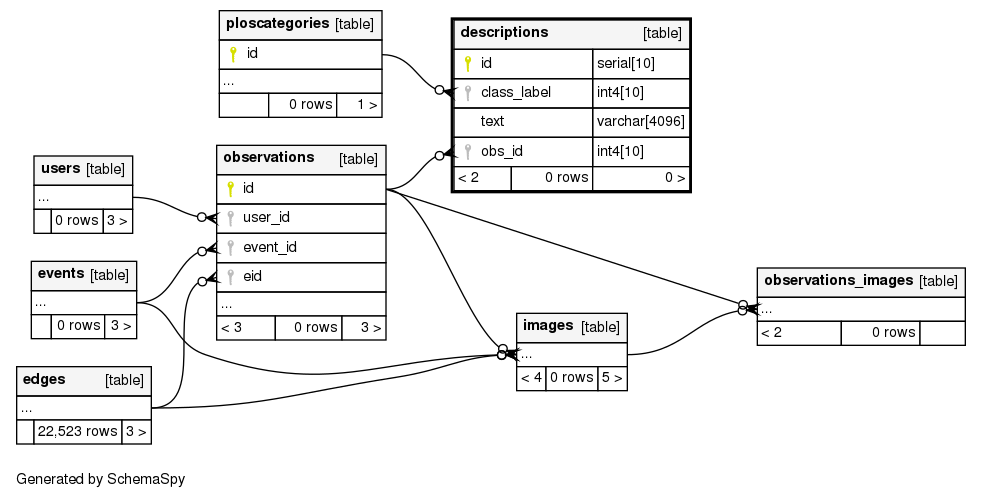 ploscategories [table]
id
...
0 rows 1 >
descriptions [table]
id serial[10]
class_label int4[10]
text varchar[4096]
obs_id int4[10]
< 2 0 rows 0 >
users [table]
...
0 rows 3 >
observations [table]
id
user_id
event_id
eid
...
< 3 0 rows 3 >
events [table]
...
0 rows 3 >
edges [table]
...
22,523 rows 3 >
images [table]
...
< 4 0 rows 5 >
observations_images [table]
...
< 2 0 rows
Generated by SchemaSpy